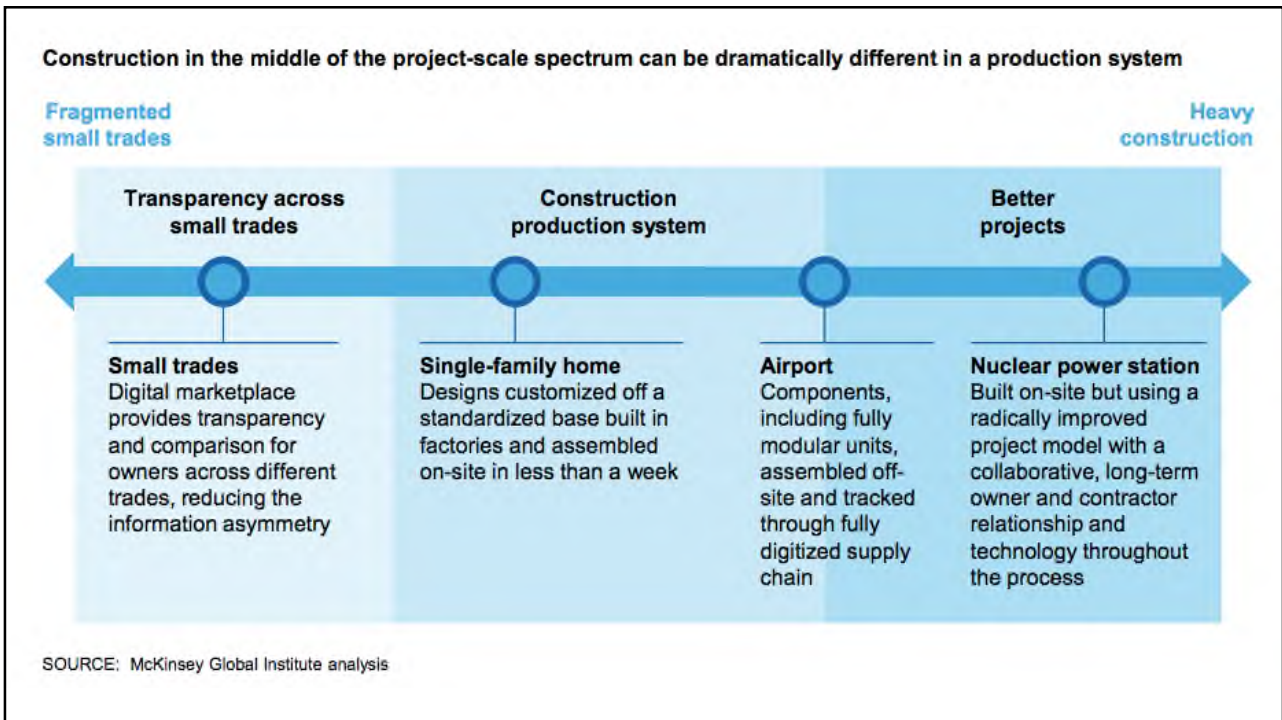 Construction in the middle of the project-scale spectrum can be dramatically different in a production system
Fragmented
small trades
Heavy
construction
Transparency across
small trades
Construction
production system
Better
projects
Small trades
Digital marketplace
provides transparency
and comparison for
owners across different
trades, reducing the
information asymmetry
Single-family home
Designs customized off a
standardized base built in
factories and assembled
on-site in less than a week
Airport
Components,
including fully
modular units,
assembled off-
site and tracked
through fully
digitized supply
chain
Nuclear power station
Built on-site but using a
radically improved
project model with a
collaborative, long-term
owner and contractor
relationship and
technology throughout
the process
SOURCE: McKinsey Global Institute analysis